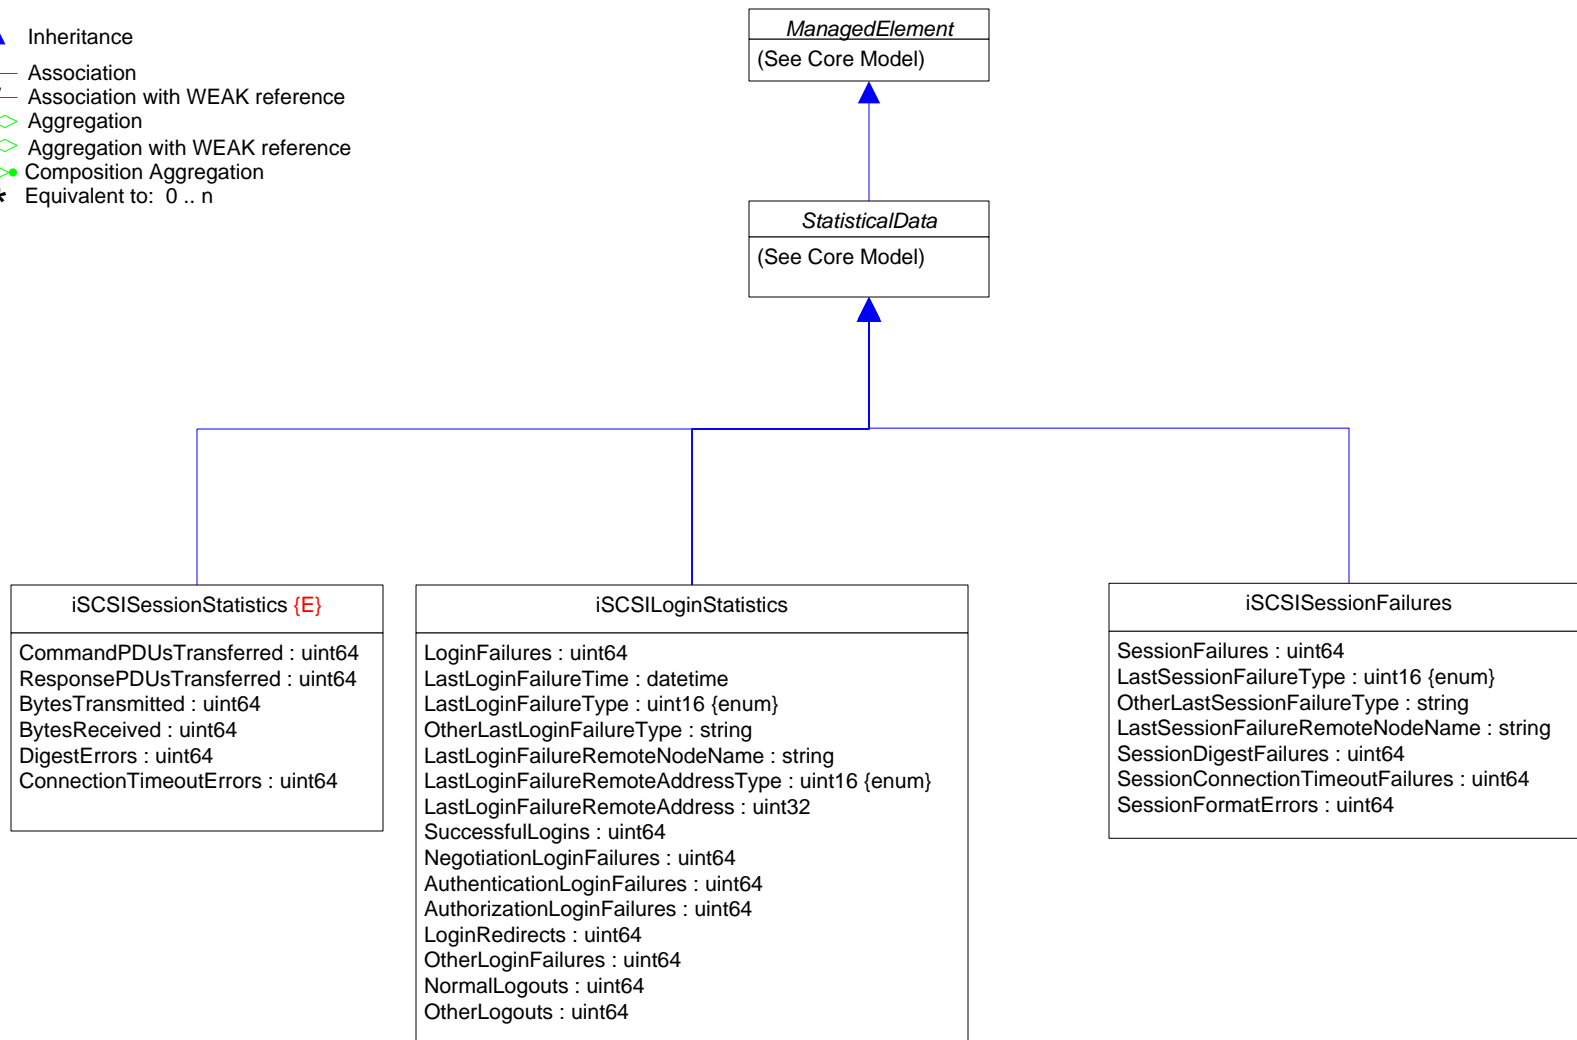 Inheritance
Association
Association with WEAK reference
Aggregation
Aggregation with WEAK reference
Composition Aggregation
* Equivalent to: 0 .. n
ManagedElement
(See Core Model)
StatisticalData
(See Core Model)
iSCSISessionStatistics {E}
CommandPDUsTransferred : uint64
ResponsePDUsTransferred : uint64
BytesTransmitted : uint64
BytesReceived : uint64
DigestErrors : uint64
ConnectionTimeoutErrors : uint64
iSCSILoginStatistics
LoginFailures : uint64
LastLoginFailureTime : datetime
LastLoginFailureType : uint16 {enum}
OtherLastLoginFailureType : string
LastLoginFailureRemoteNodeName : string
LastLoginFailureRemoteAddressType : uint16 {enum}
LastLoginFailureRemoteAddress : uint32
SuccessfulLogins : uint64
NegotiationLoginFailures : uint64
AuthenticationLoginFailures : uint64
AuthorizationLoginFailures : uint64
LoginRedirects : uint64
OtherLoginFailures : uint64
NormalLogouts : uint64
OtherLogouts : uint64
iSCSISessionFailures
SessionFailures : uint64
LastSessionFailureType : uint16 {enum}
OtherLastSessionFailureType : string
LastSessionFailureRemoteNodeName : string
SessionDigestFailures : uint64
SessionConnectionTimeoutFailures : uint64
SessionFormatErrors : uint64